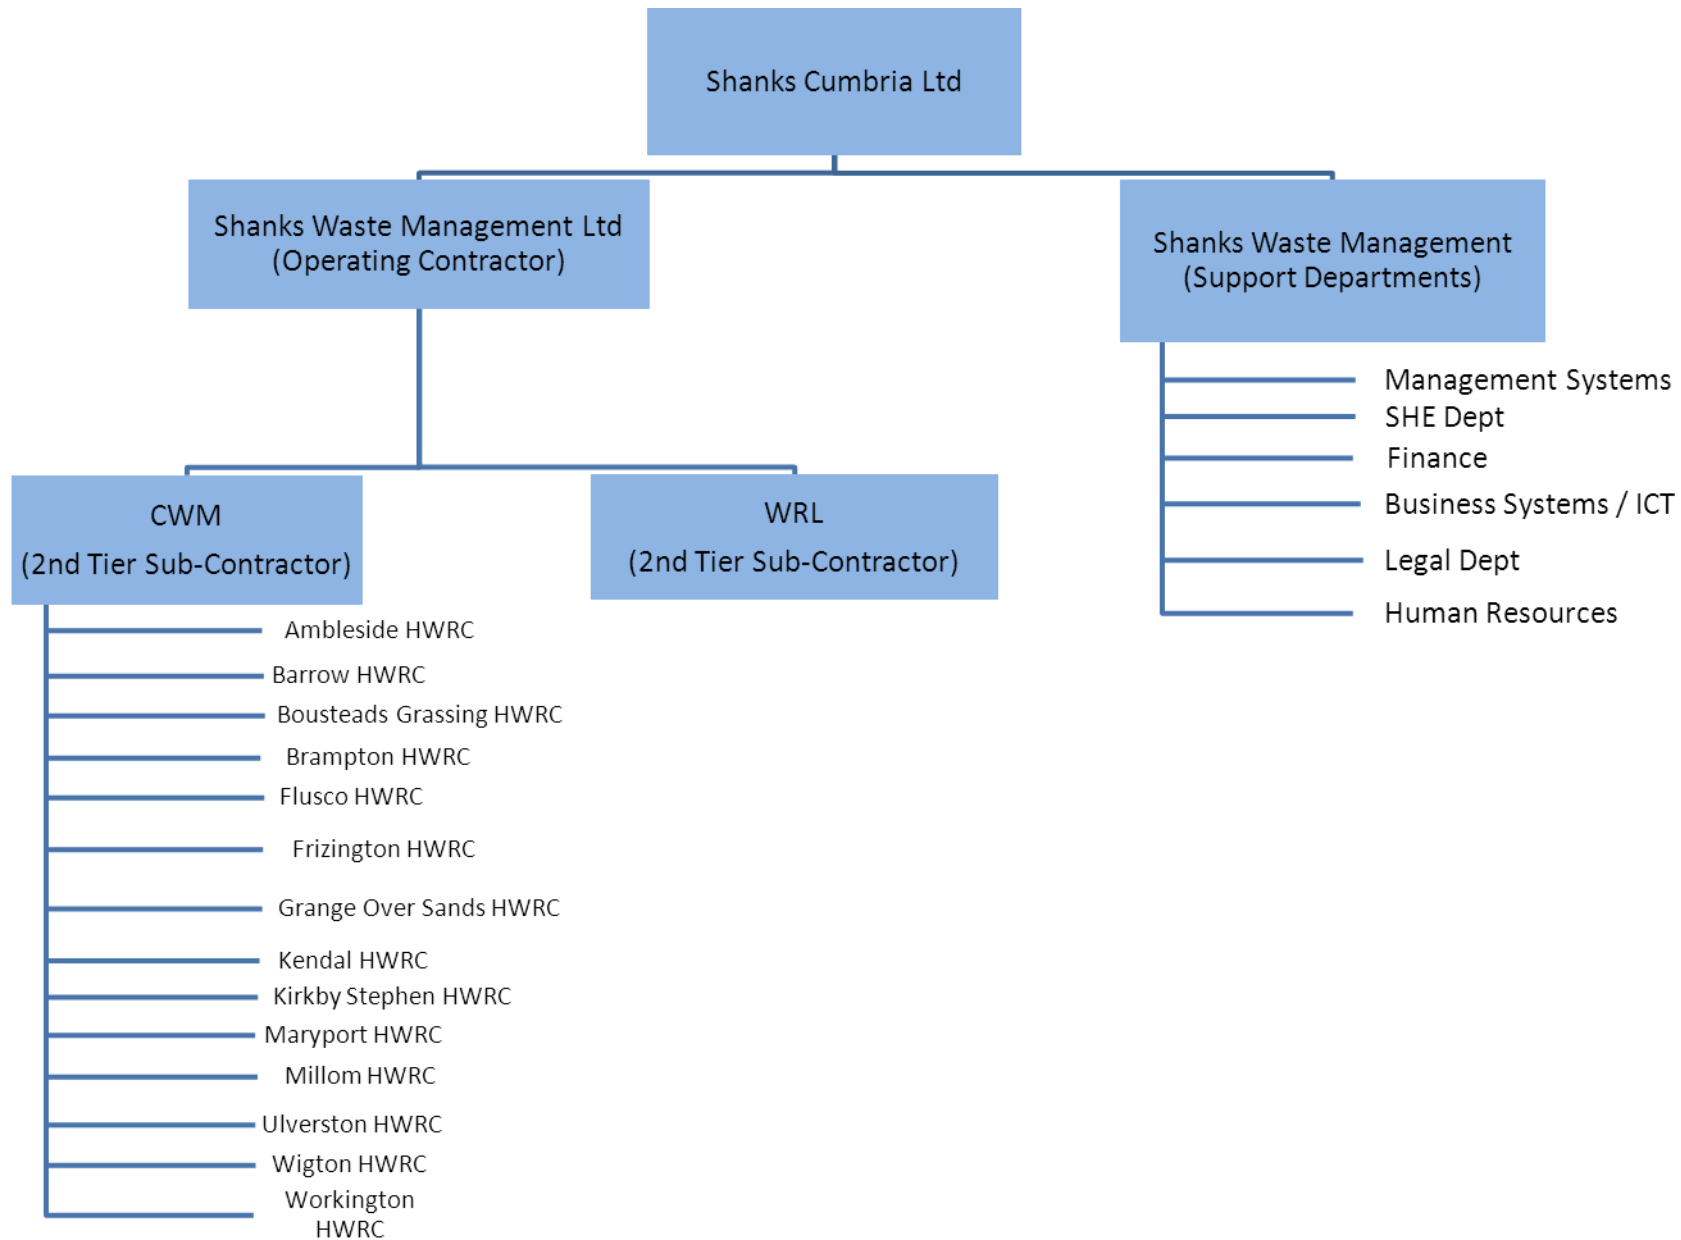 Shanks Cumbria Ltd
Shanks Waste Management Ltd
(Operating Contractor)
Shanks Waste Management
(Support Departments)
Management Systems
SHE Dept
Finance
Business Systems / ICT
Legal Dept
Human Resources
CWM
(2nd Tier Sub-Contractor)
WRL
(2nd Tier Sub-Contractor)
Ambleside HWRC
Barrow HWRC
Bousteads Grassing HWRC
Brampton HWRC
Flusco HWRC
Frizington HWRC
Grange Over Sands HWRC
Kendal HWRC
Kirkby Stephen HWRC
Maryport HWRC
Millom HWRC
Ulverston HWRC
Wigton HWRC
Workington
HWRC